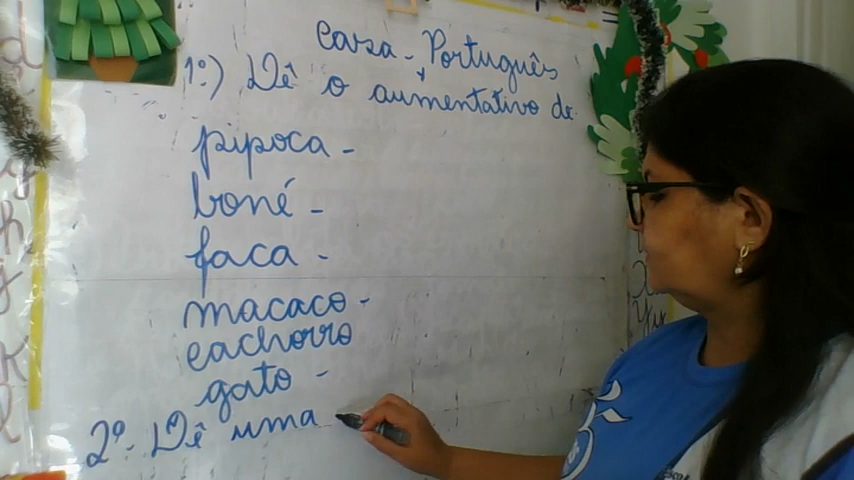 Casa - Português
1º) Dê o aumentativo de
pipoca -
boné -
faca -
macaco -
cachorro
gato -
2º - Dê uma